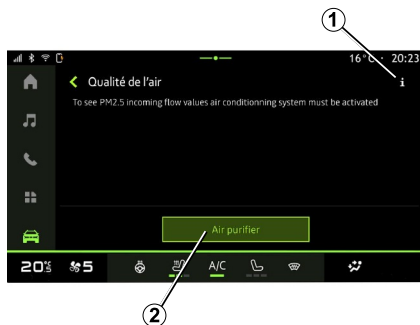 1
16°C · 20:23
Qualité de l'air
i
To see PM2.5 incoming flow values air conditionning system must be activated
Air purifier
20°5 5 A/C
2